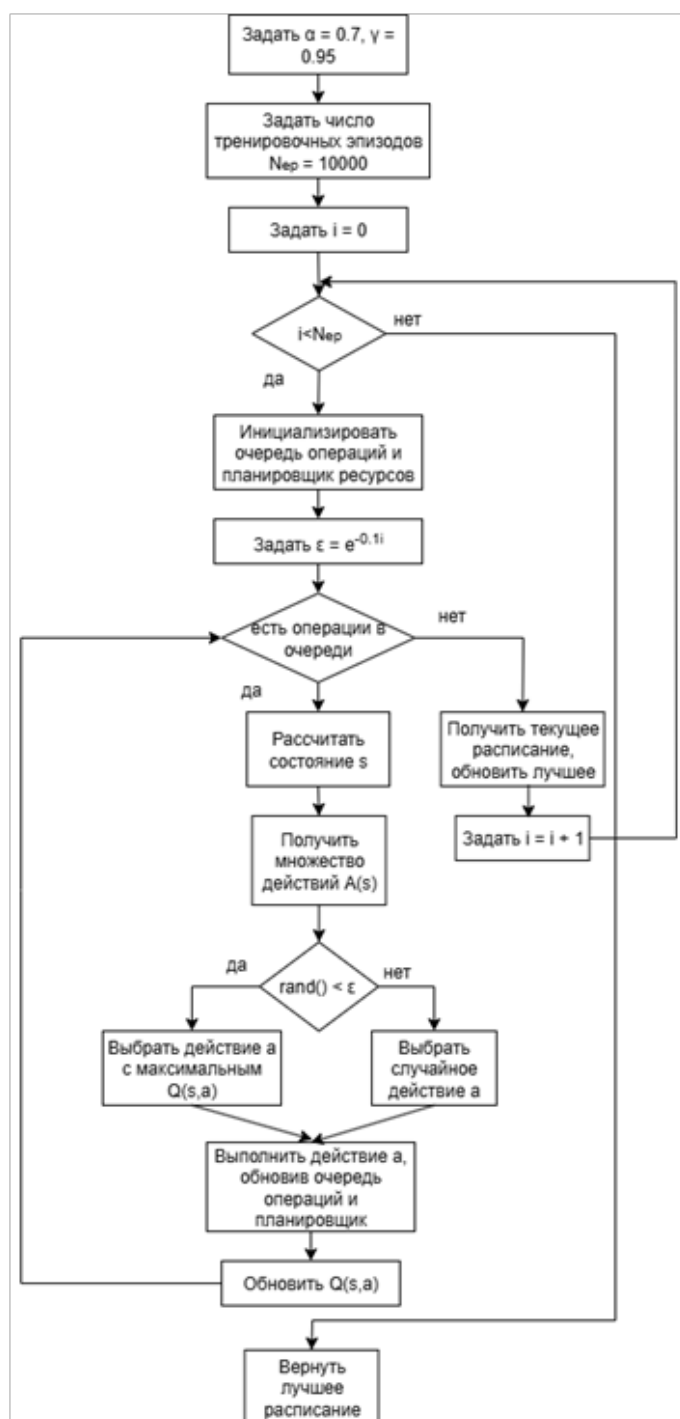 Задать α = 0.7, γ =
0.95
Задать число
тренировочных эпизодов
Nep = 10000
Задать i = 0
i<Nep
нет
да
Инициализировать
очередь операций и
планировщик ресурсов
Задать ε = e^-0.1i
есть операции в
очереди
нет
да
Рассчитать
состояние s
Получить текущее
расписание,
обновить лучшее
Задать i = i + 1
Получить
множество
действий A(s)
rand() < ε
да
нет
Выбрать действие a
с максимальным
Q(s,a)
Выбрать
случайное
действие a
Выполнить действие a,
обновив очередь
операций и
планировщик
Обновить Q(s,a)
Вернуть
лучшее
расписание